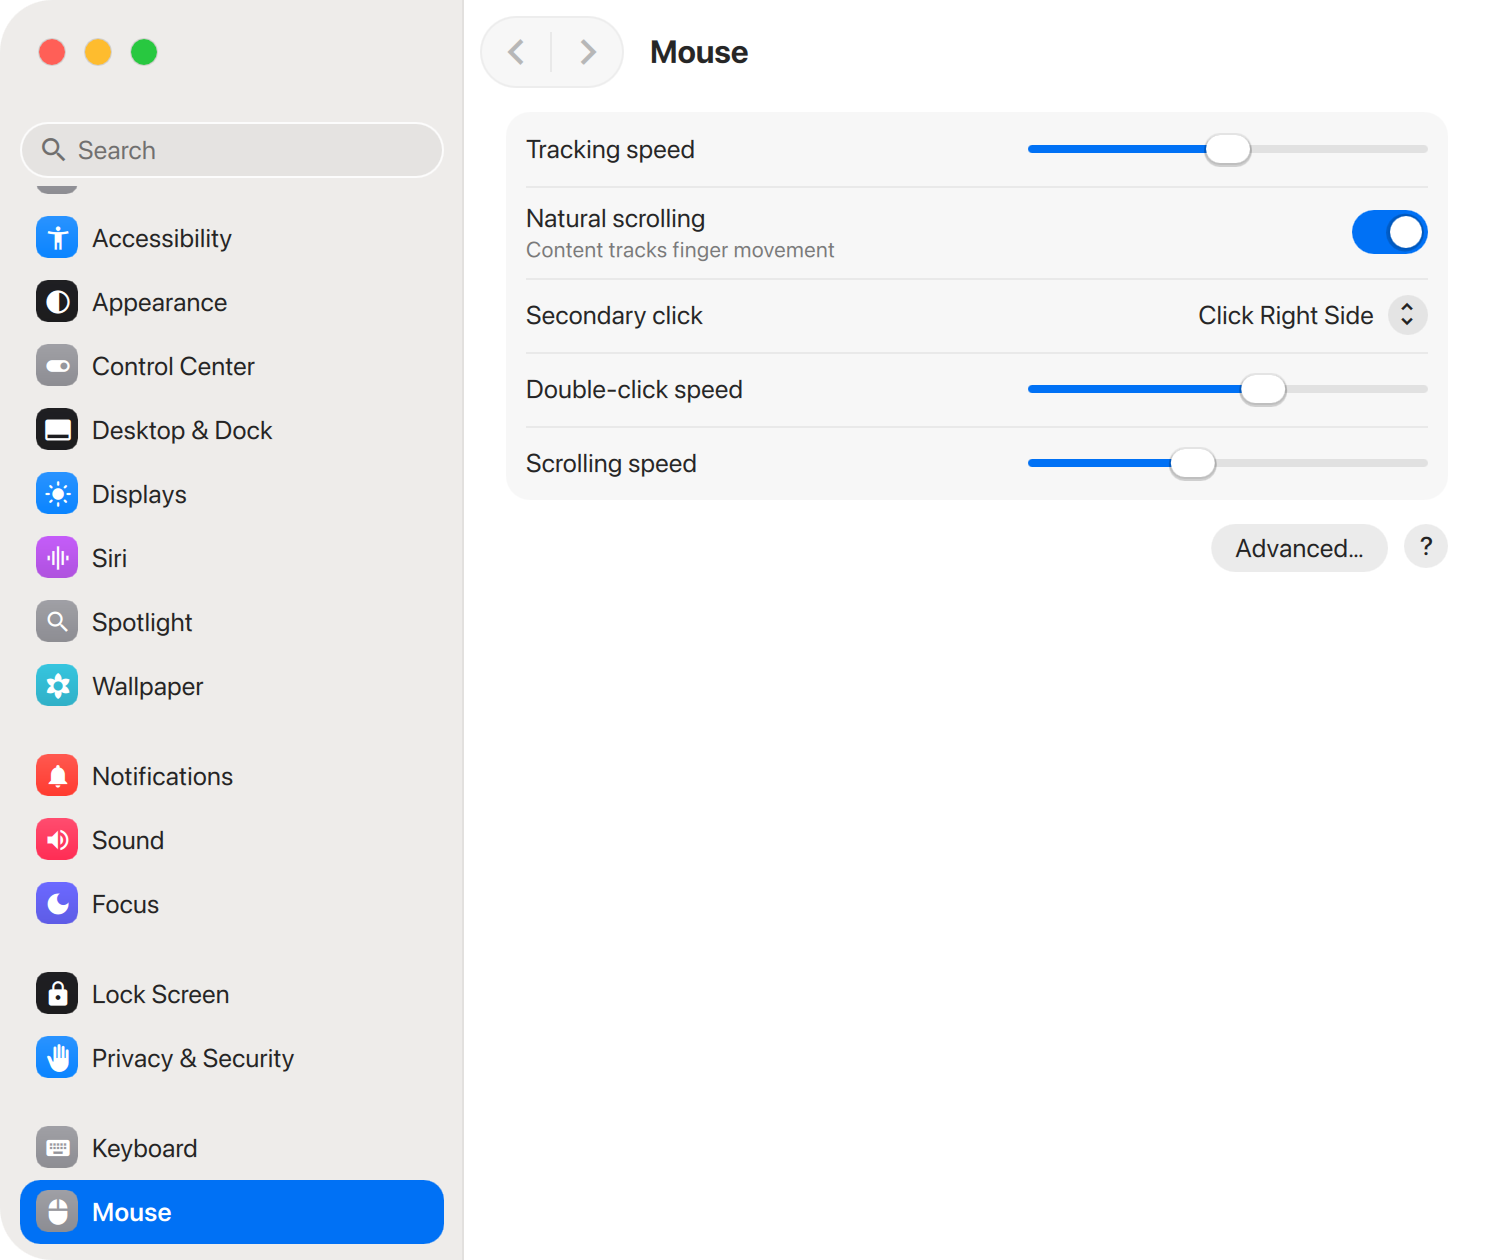 Mouse
Search
Accessibility
Appearance
Control Center
Desktop & Dock
Displays
Siri
Spotlight
Wallpaper
Notifications
Sound
Focus
Lock Screen
Privacy & Security
Keyboard
Mouse
Tracking speed
Natural scrolling
Content tracks finger movement
Secondary click
Click Right Side
Double-click speed
Scrolling speed
Advanced...
?